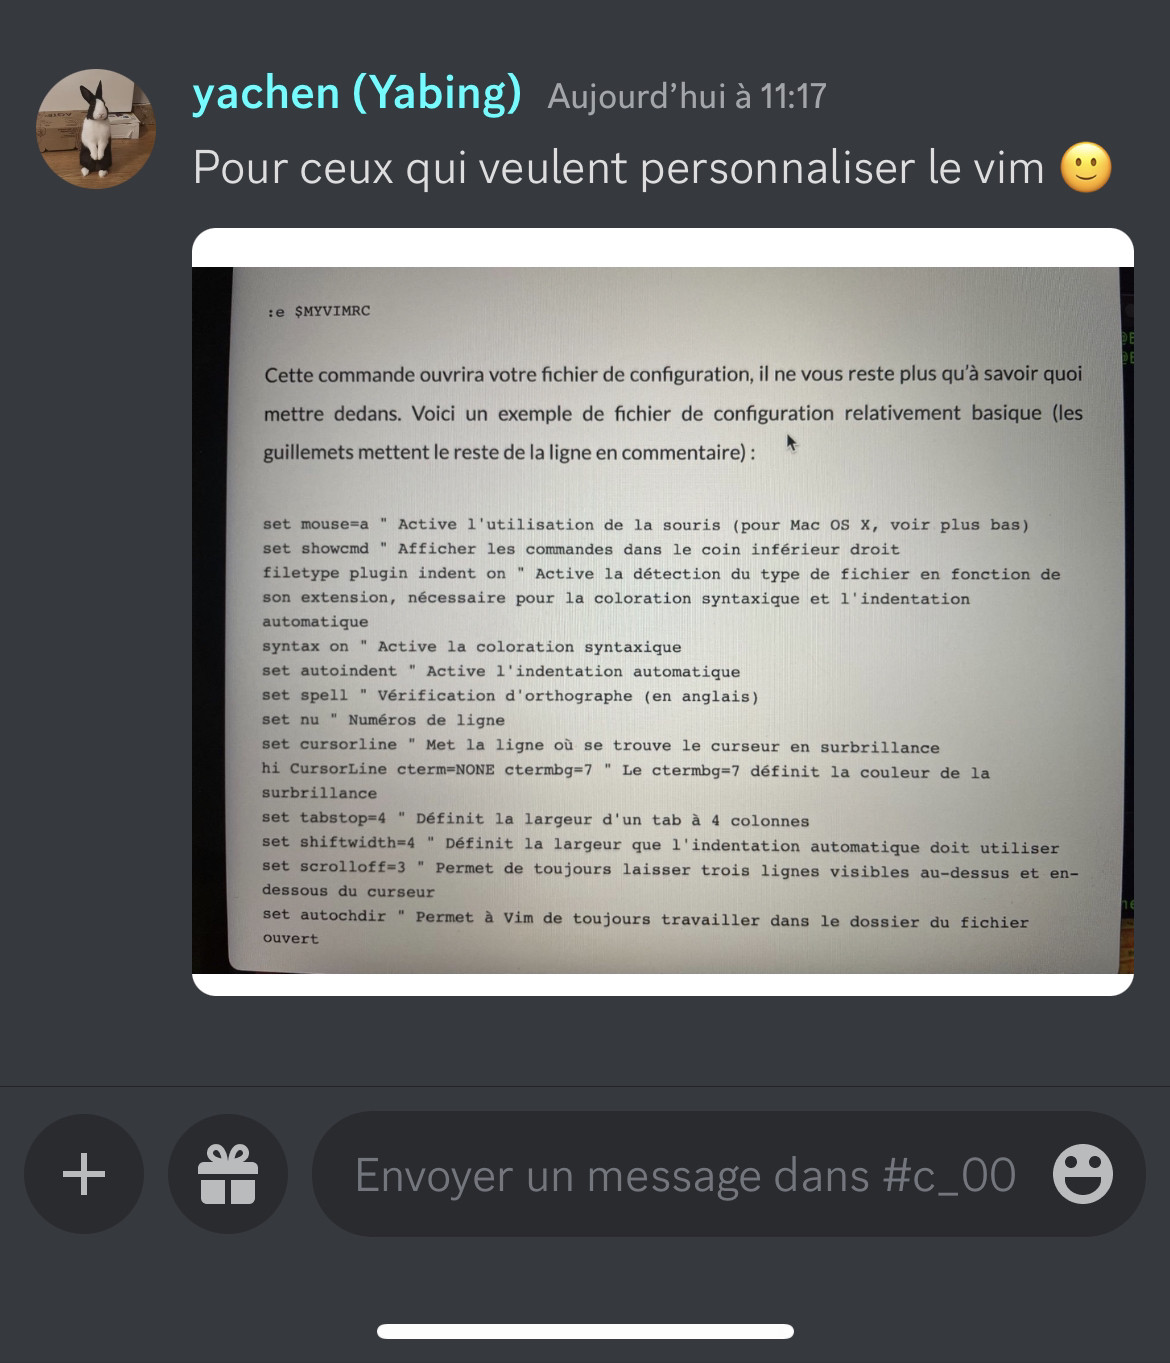 yachen (Yabing) Aujourd’hui à 11:17
Pour ceux qui veulent personnaliser le vim 🙂
:e $MYVIMRC
Cette commande ouvrira votre fichier de configuration, il ne vous reste plus qu'à savoir quoi
mettre dedans. Voici un exemple de fichier de configuration relativement basique (les
guillemets mettent le reste de la ligne en commentaire) :
set mouse=a " Active l'utilisation de la souris (pour Mac OS X, voir plus bas)
set showcmd " Afficher les commandes dans le coin inférieur droit
filetype plugin indent on " Active la détection du type de fichier en fonction de
son extension, nécessaire pour la coloration syntaxique et l'indentation
automatique
syntax on " Active la coloration syntaxique
set autoindent " Active l'indentation automatique
set spell " Vérification d'orthographe (en anglais)
set nu " Numéros de ligne
set cursorline " Met la ligne où se trouve le curseur en surbrillance
hi CursorLine cterm=NONE ctermbg=7 " Le ctermbg=7 définit la couleur de la
surbrillance
set tabstop=4 " Définit la largeur d'un tab à 4 colonnes
set shiftwidth=4 " Définit la largeur que l'indentation automatique doit utiliser
set scrolloff=3 " Permet de toujours laisser trois lignes visibles au-dessus et en-
dessous du curseur
set autochdir " Permet à Vim de toujours travailler dans le dossier du fichier
ouvert
Envoyer un message dans #c_00